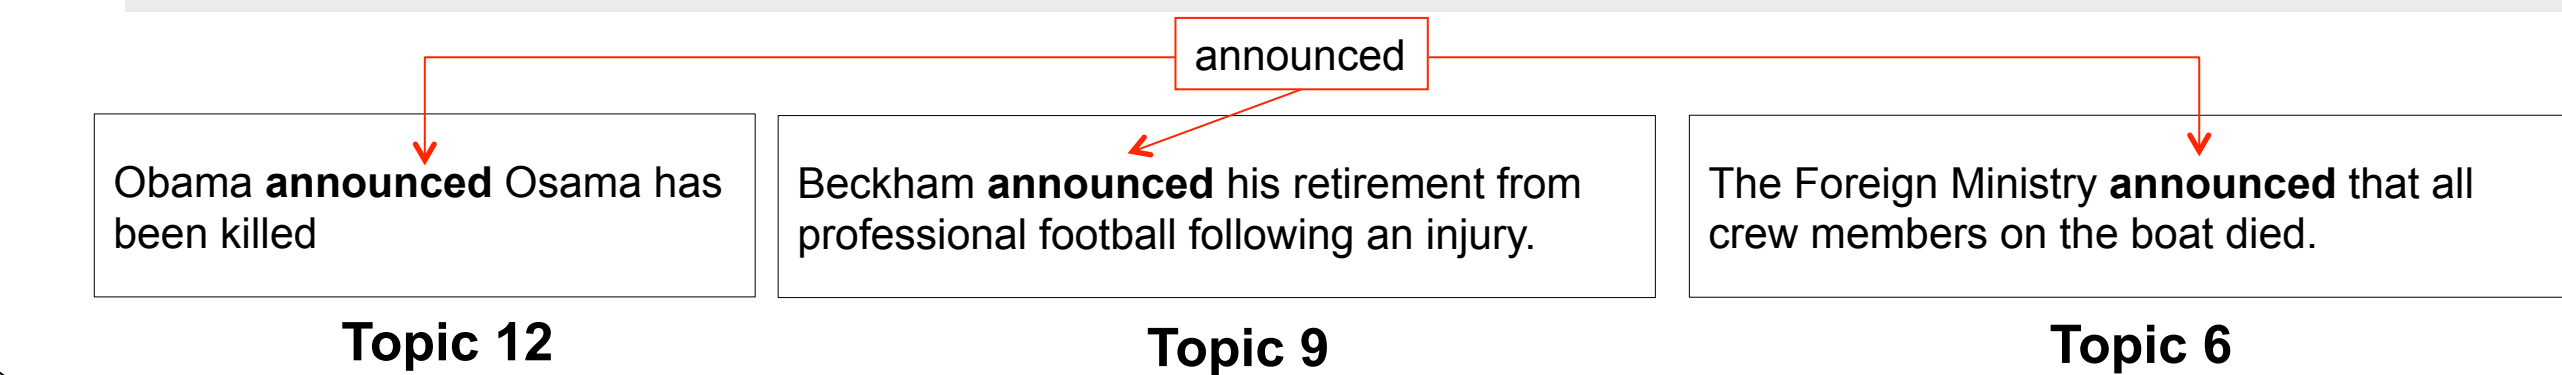 announced
Obama announced Osama has
been killed
Beckham announced his retirement from
professional football following an injury.
The Foreign Ministry announced that all
crew members on the boat died.
Topic 12
Topic 9
Topic 6